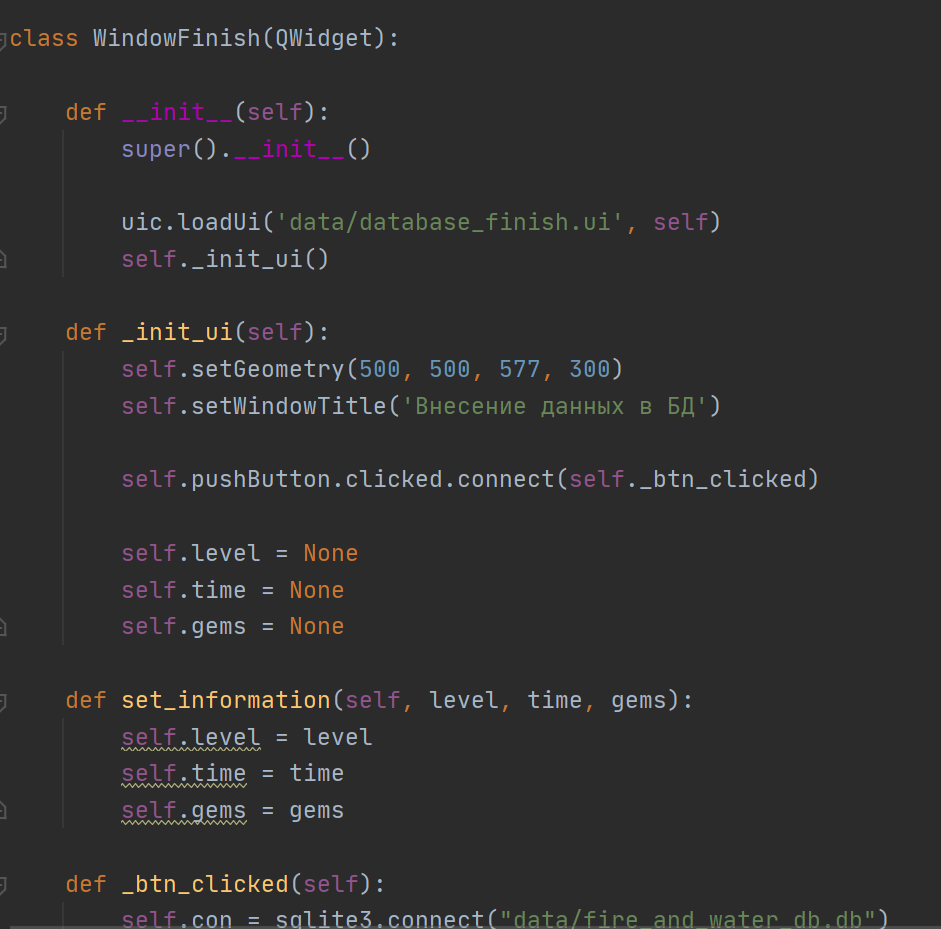 class WindowFinish(QWidget):
def __init__(self):
super().__init__()
uic.loadUi('data/database_finish.ui', self)
self._init_ui()
def _init_ui(self):
self.setGeometry(500, 500, 577, 300)
self.setWindowTitle('Внесение данных в БД')
self.pushButton.clicked.connect(self._btn_clicked)
self.level = None
self.time = None
self.gems = None
def set_information(self, level, time, gems):
self.level = level
self.time = time
self.gems = gems
def _btn_clicked(self):
self.con = sqlite3.connect("data/fire_and_water_db.db")